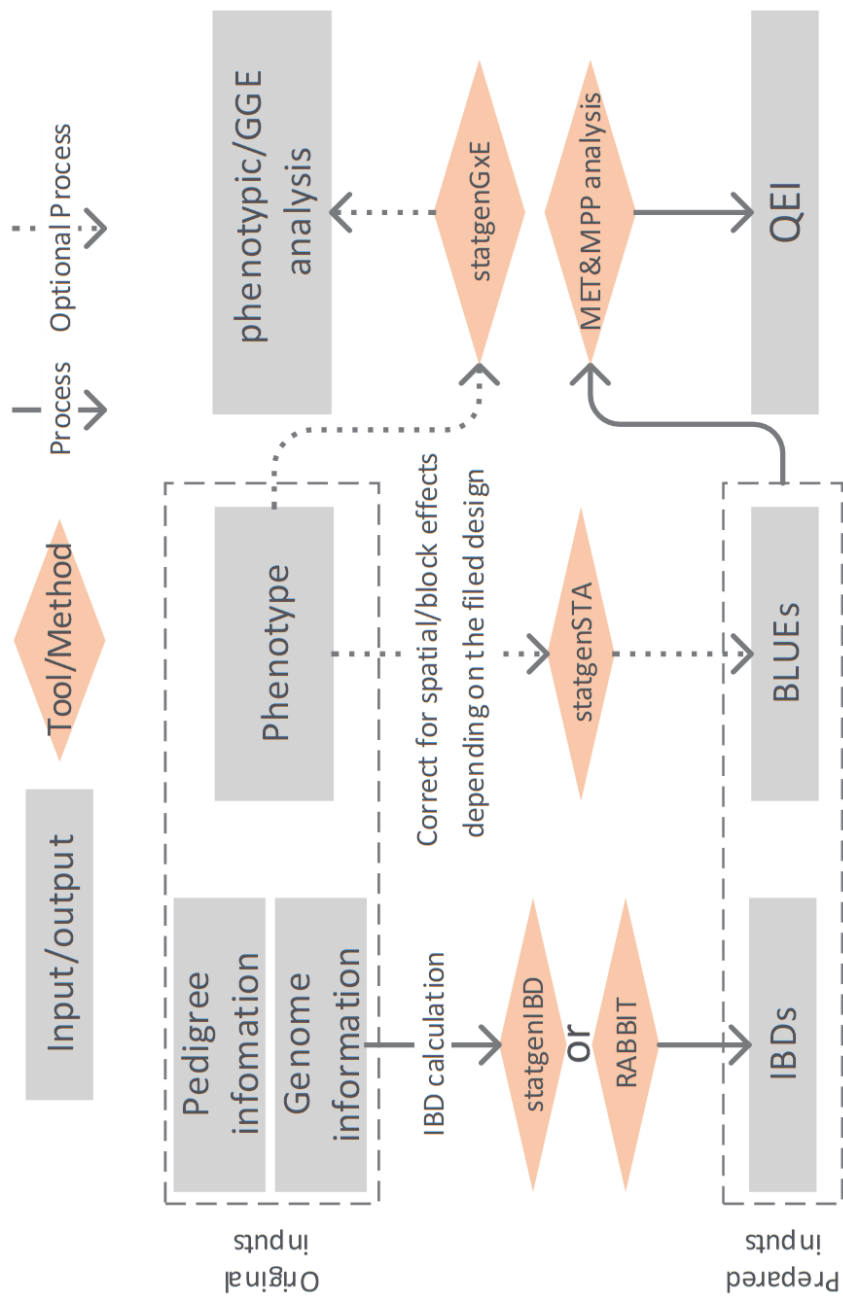 Input/output
Tool/Method
Process
Optional Process
Original
inputs
Pedigree
infomation
Genome
information
Phenotype
phenotypic/GGE
analysis
IBD calculation
Correct for spatial/block effects
depending on the filed design
statgenIBD
or
RABBIT
statgenSTA
statgenGxE
MET&MPP analysis
Prepared
inputs
IBDs
BLUEs
QEI